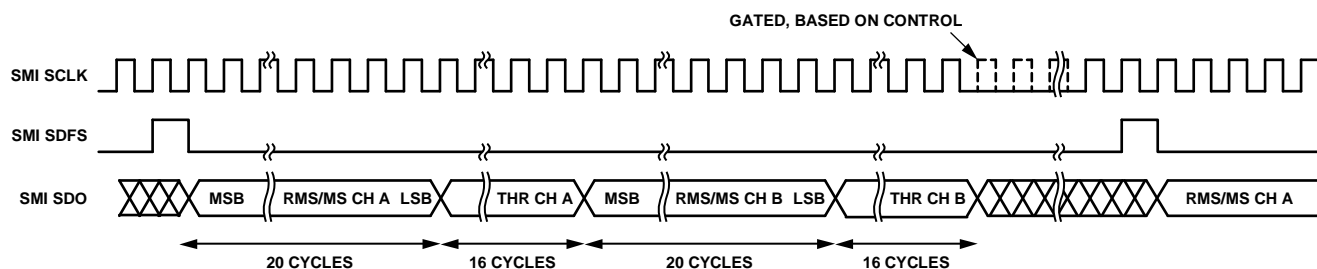 GATED, BASED ON CONTROL
SMI SCLK
SMI SDFS
SMI SDO
MSB RMS/MS CH A LSB THR CH A MSB RMS/MS CH B LSB THR CH B RMS/MS CH A
20 CYCLES 16 CYCLES 20 CYCLES 16 CYCLES